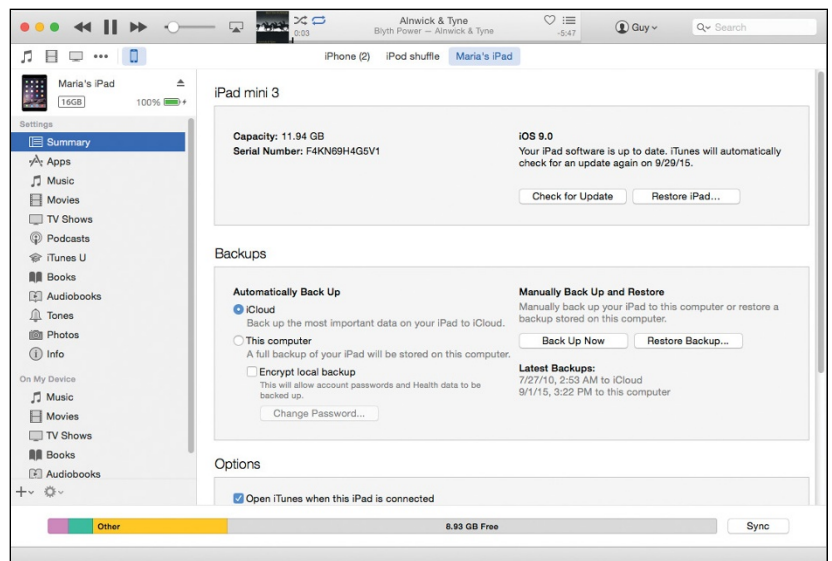 Alnwick & Tyne
Blyth Power — Alnwick & Tyne
0:03
-5:47
Guy
Search
iPhone (2)
iPod shuffle
Maria's iPad
Maria's iPad
16GB
100%
Settings
Summary
Apps
Music
Movies
TV Shows
Podcasts
iTunes U
Books
Audiobooks
Tones
Photos
Info
On My Device
Music
Movies
TV Shows
Books
Audiobooks
iPad mini 3
Capacity: 11.94 GB
Serial Number: F4KN69H4G5V1
iOS 9.0
Your iPad software is up to date. iTunes will automatically
check for an update again on 9/29/15.
Check for Update
Restore iPad...
Backups
Automatically Back Up
iCloud
Back up the most important data on your iPad to iCloud.
This computer
A full backup of your iPad will be stored on this computer.
Encrypt local backup
This will allow account passwords and Health data to be
backed up.
Change Password...
Manually Back Up and Restore
Manually back up your iPad to this computer or restore a
backup stored on this computer.
Back Up Now
Restore Backup...
Latest Backups:
7/27/10, 2:53 AM to iCloud
9/1/15, 3:22 PM to this computer
Options
Open iTunes when this iPad is connected
Other
8.93 GB Free
Sync